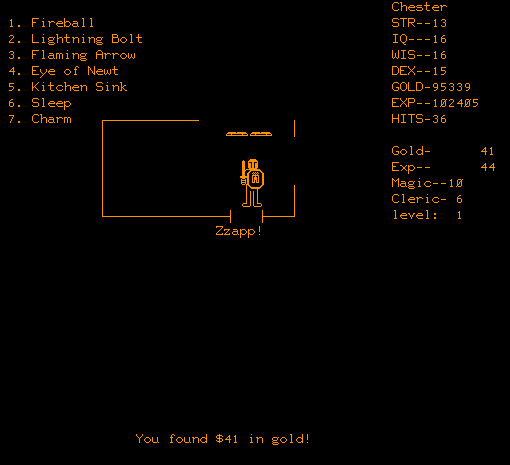 Chester
1. Fireball
STR--13
2. Lightning Bolt
IQ---16
3. Flaming Arrow
WIS--16
4. Eye of Newt
DEX--15
5. Kitchen Sink
GOLD-95339
6. Sleep
EXP--102405
7. Charm
HITS-36
Gold- 41
Exp-- 44
Magic--10
Cleric- 6
level: 1
Zzapp!
You found $41 in gold!